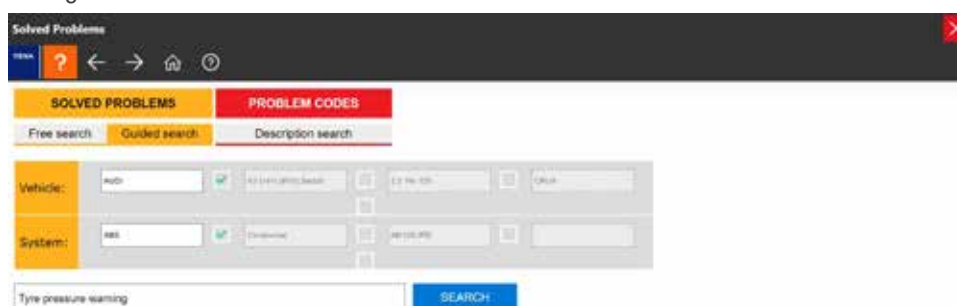 Solved Problems
TEXA
?
SOLVED PROBLEMS PROBLEM CODES
Free search Guided search Description search
Vehicle: AUDI
System: ABS
Tyre pressure warning SEARCH